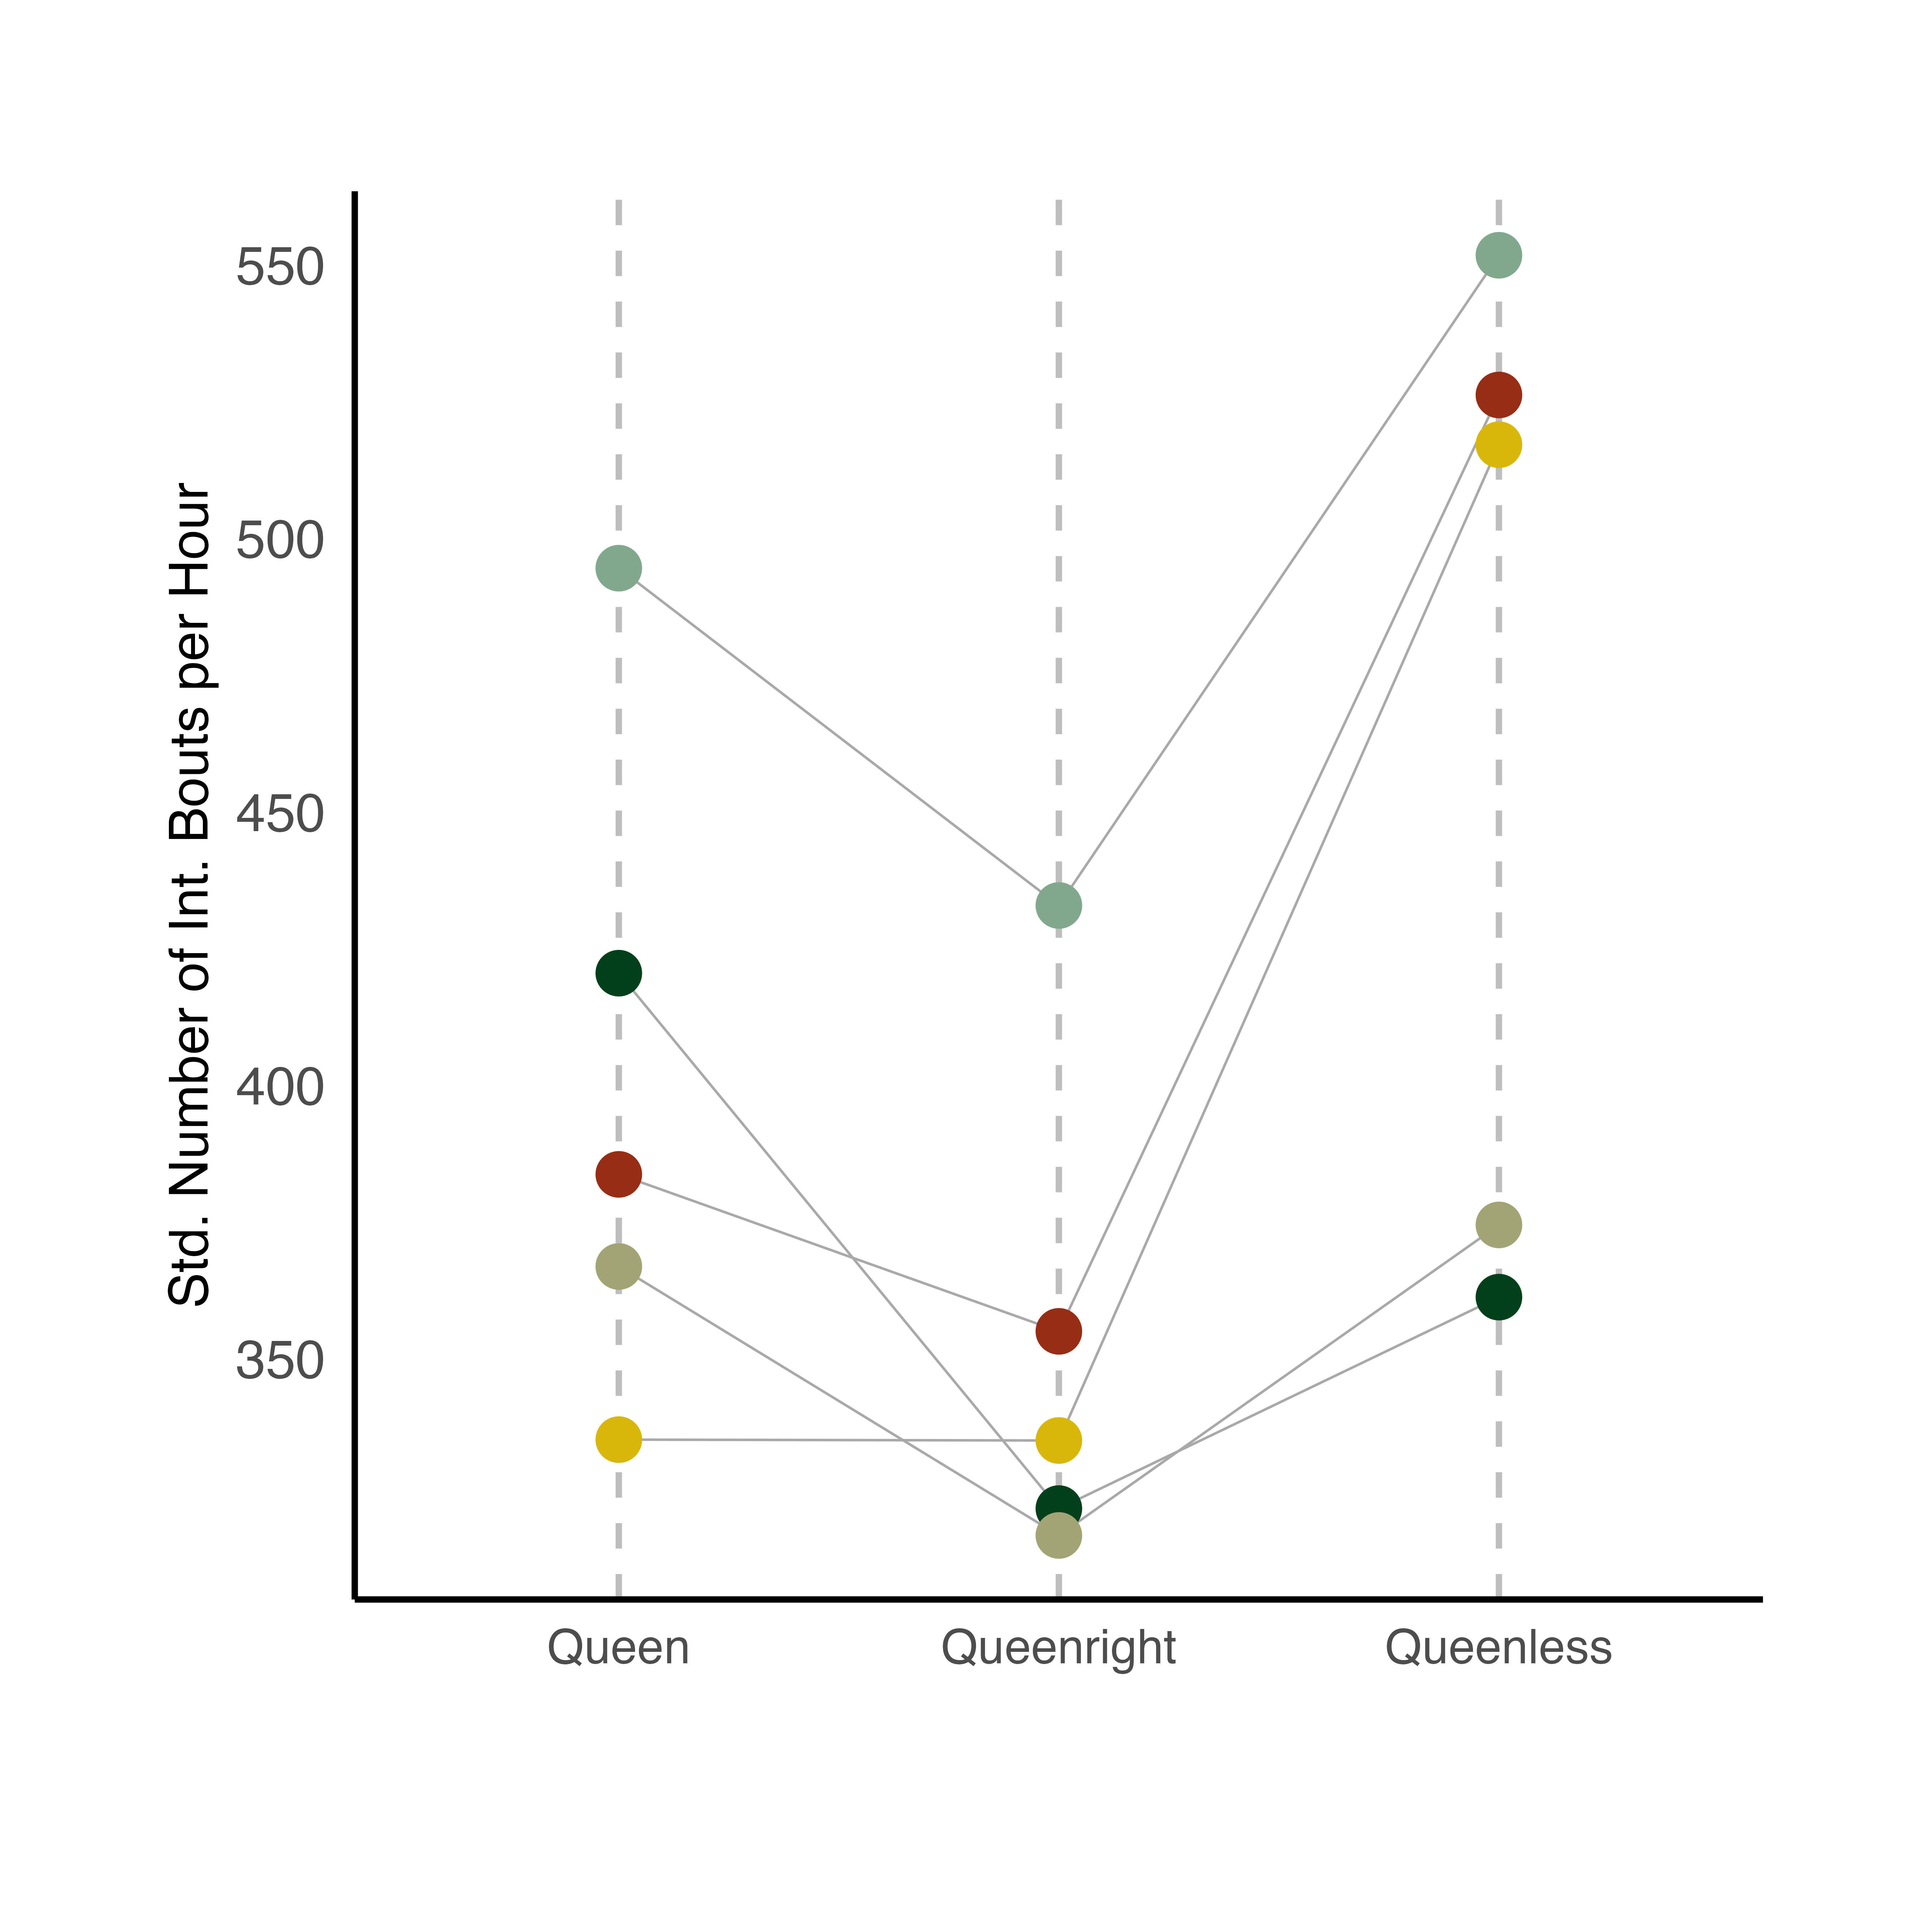 Std. Number of Int. Bouts per Hour
550
500
450
400
350
Queen
Queenright
Queenless